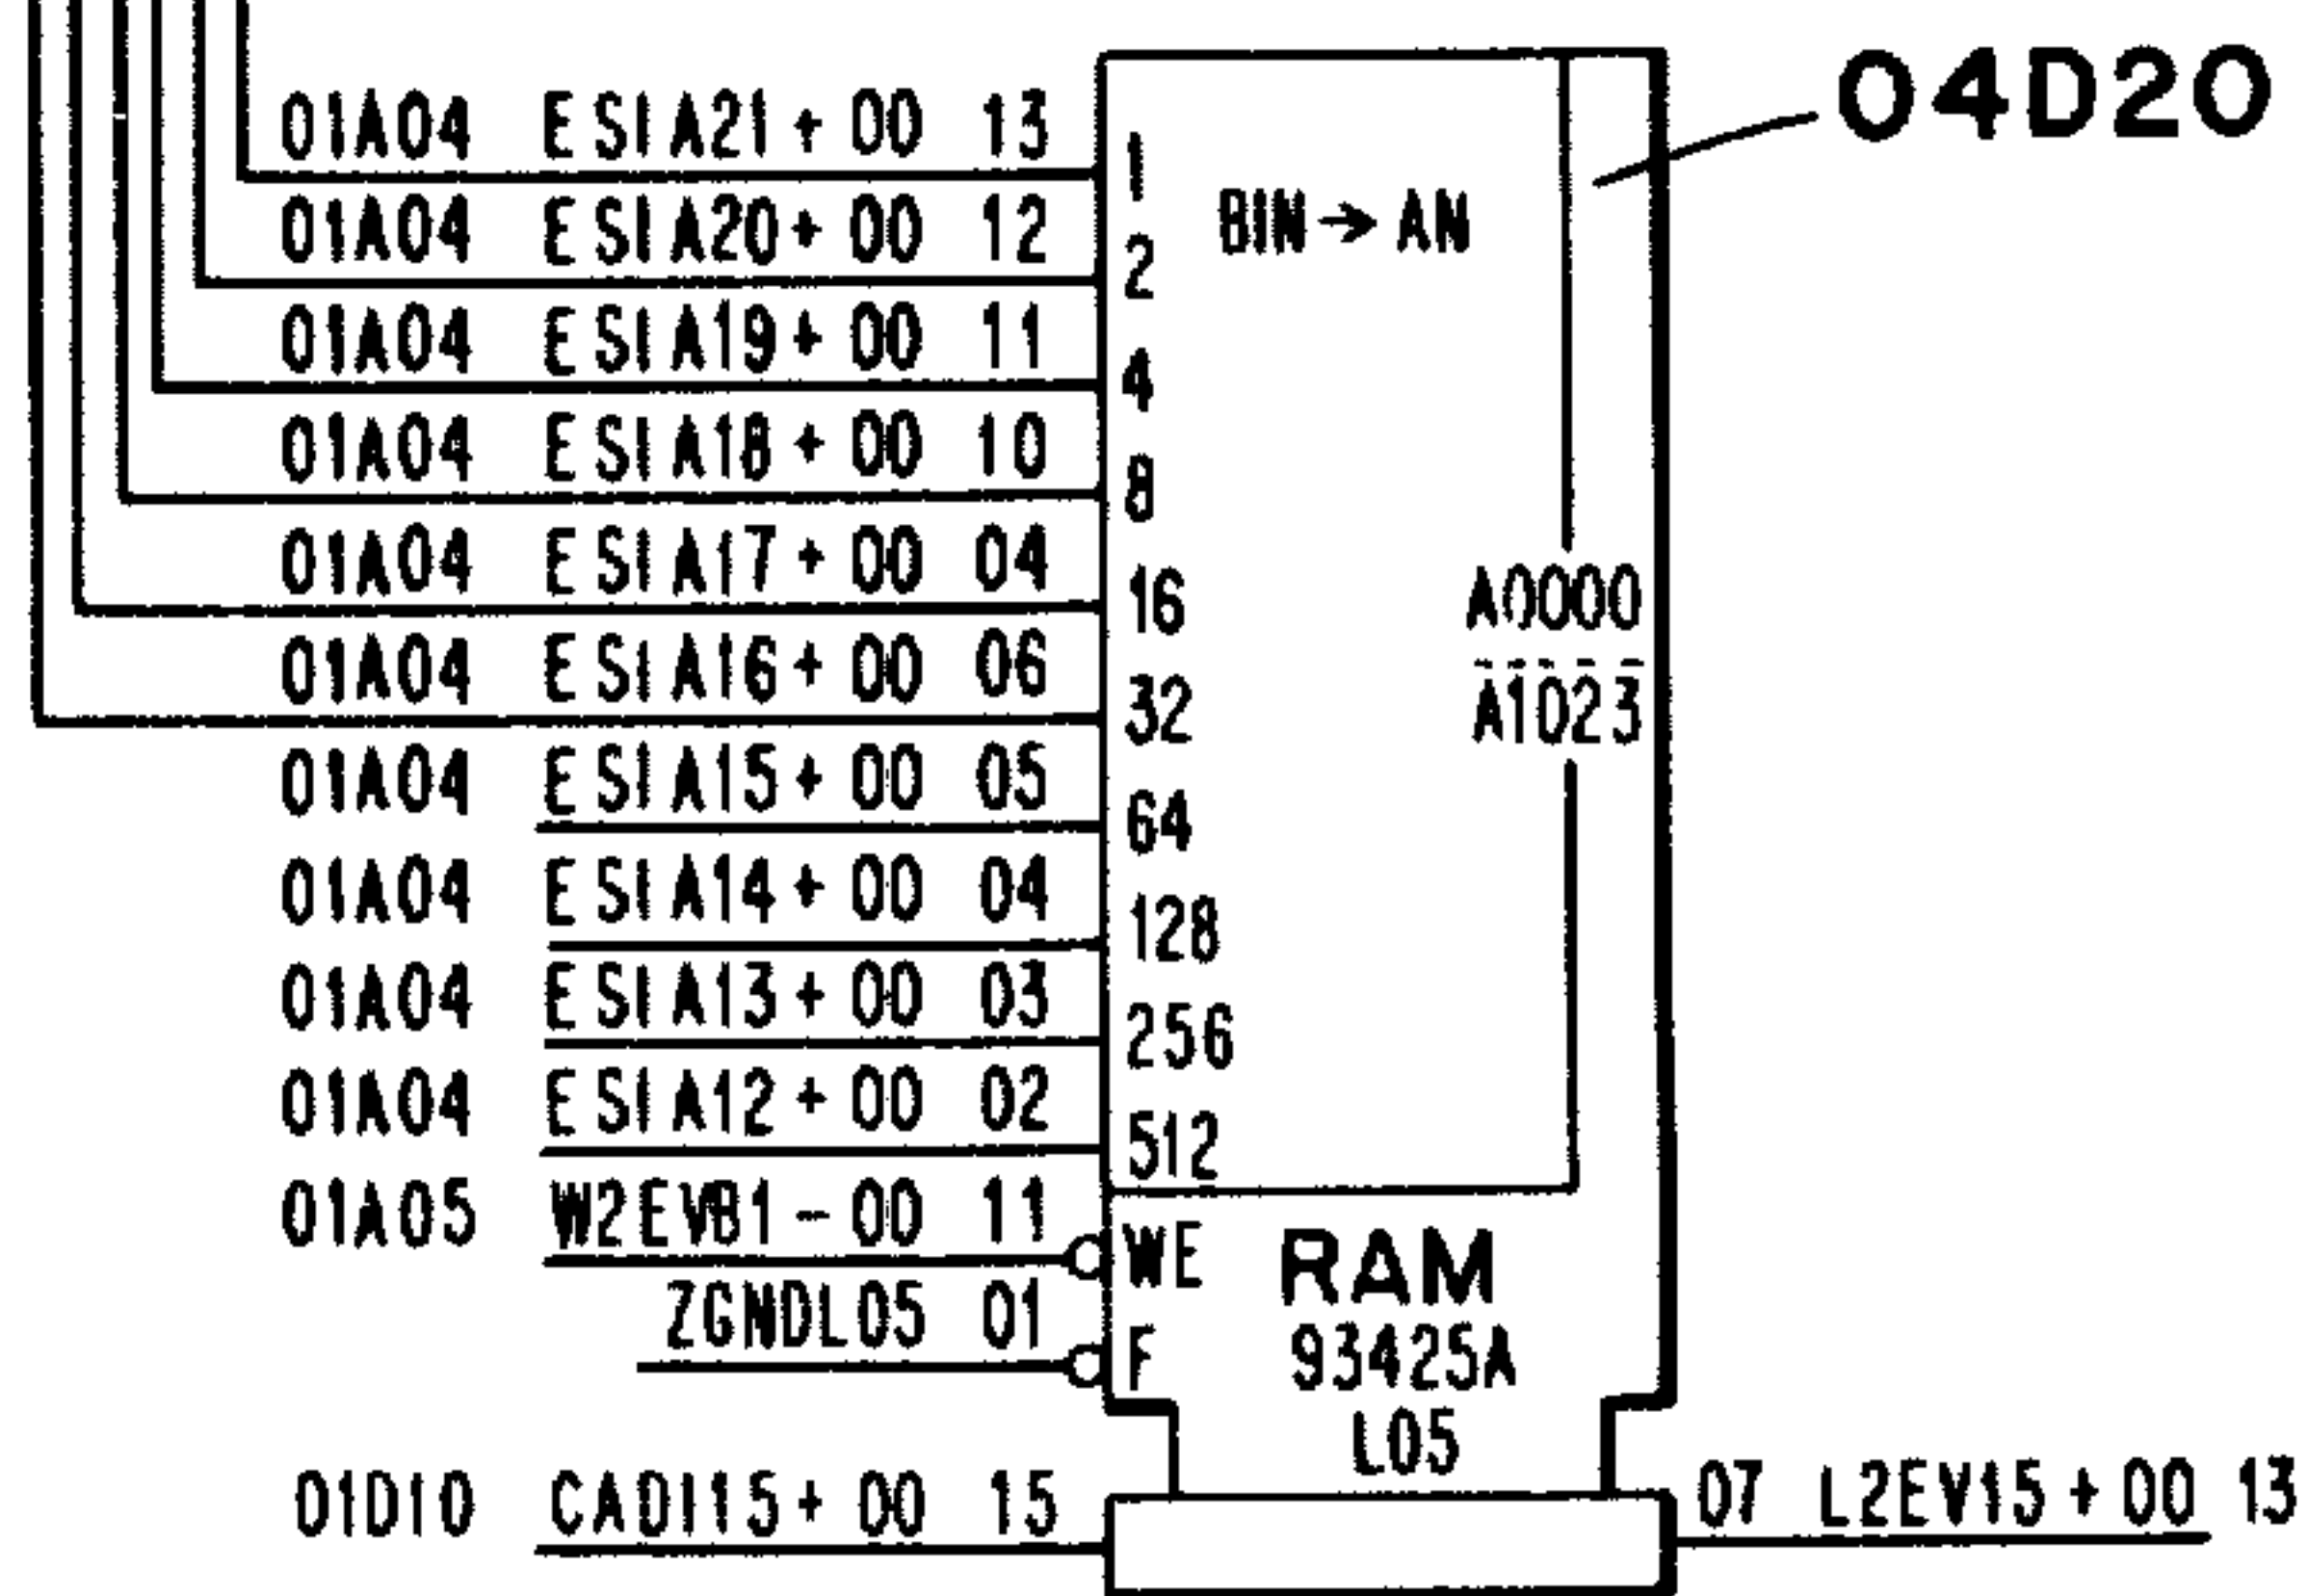 04D20
01A04 ESIA21+00 13 1
BIN→AN
01A04 ESIA20+00 12 2
01A04 ESIA19+00 11 4
01A04 ESIA18+00 10 8
01A04 ESIA17+00 04 16
A0000
01A04 ESIA16+00 06 32
A1023
01A04 ESIA15+00 05 64
01A04 ESIA14+00 04 128
01A04 ESIA13+00 03 256
01A04 ESIA12+00 02 512
01A05 W2EVB1-00 11 WE
RAM
ZGNDL05 01 F
93425A
L05
01D10 CADI15+00 15
07 L2EV15+00 13